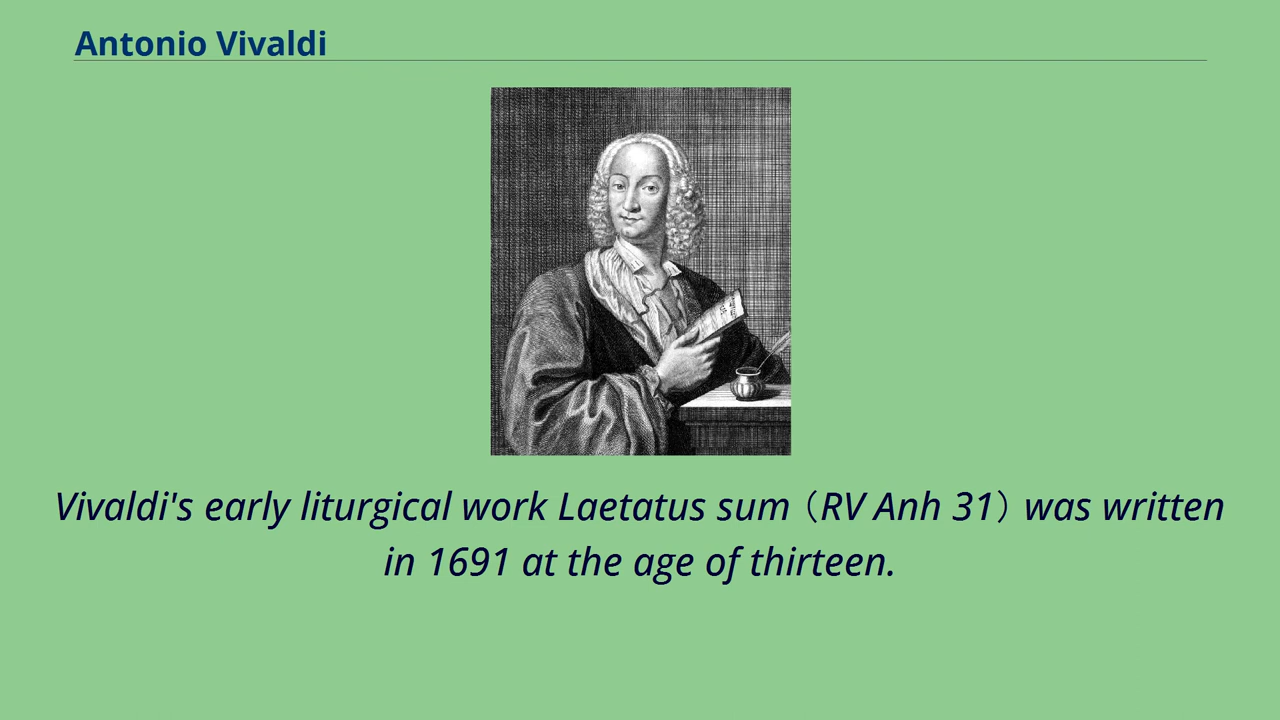 Antonio Vivaldi
Vivaldi's early liturgical work Laetatus sum（RV Anh 31）was written
in 1691 at the age of thirteen.